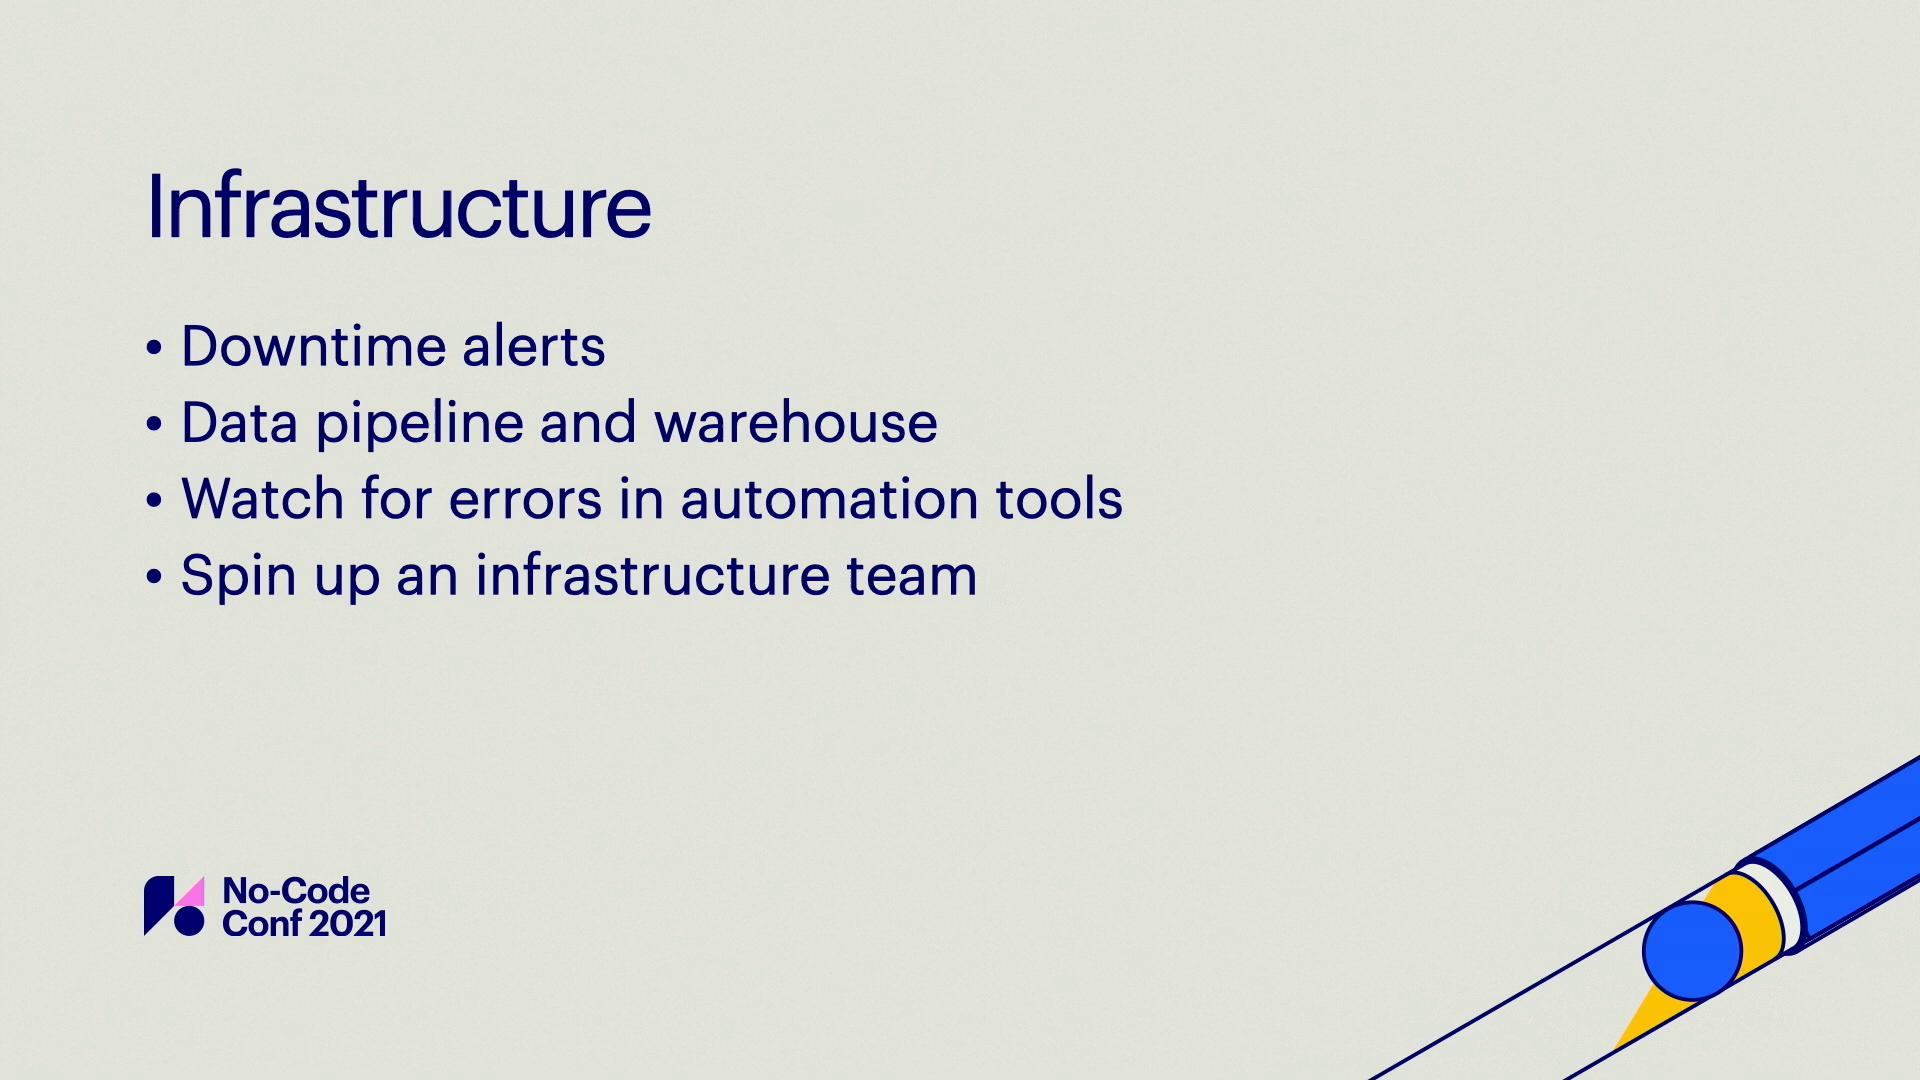 Infrastructure
• Downtime alerts
• Data pipeline and warehouse
• Watch for errors in automation tools
• Spin up an infrastructure team
No-Code
Conf 2021